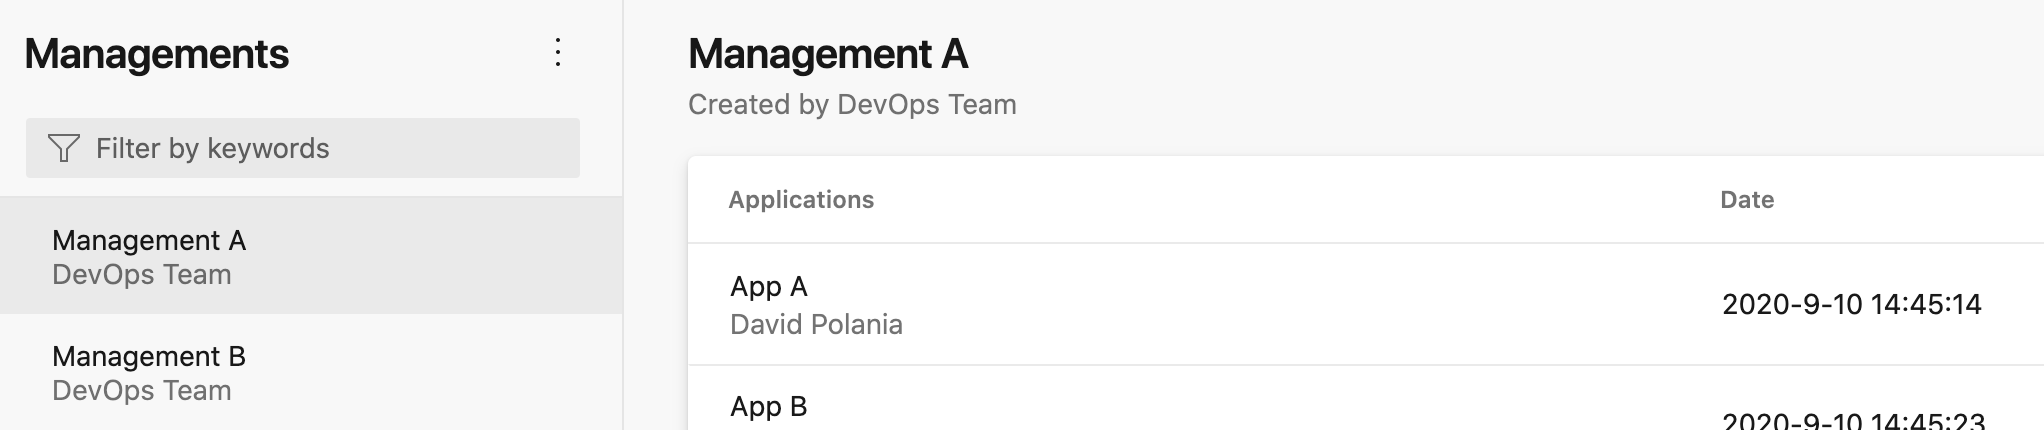 Managements
Filter by keywords
Management A
DevOps Team
Management B
DevOps Team
Management A
Created by DevOps Team
Applications Date
App A
David Polania
2020-9-10 14:45:14
App B
2020-9-10 14:45:23